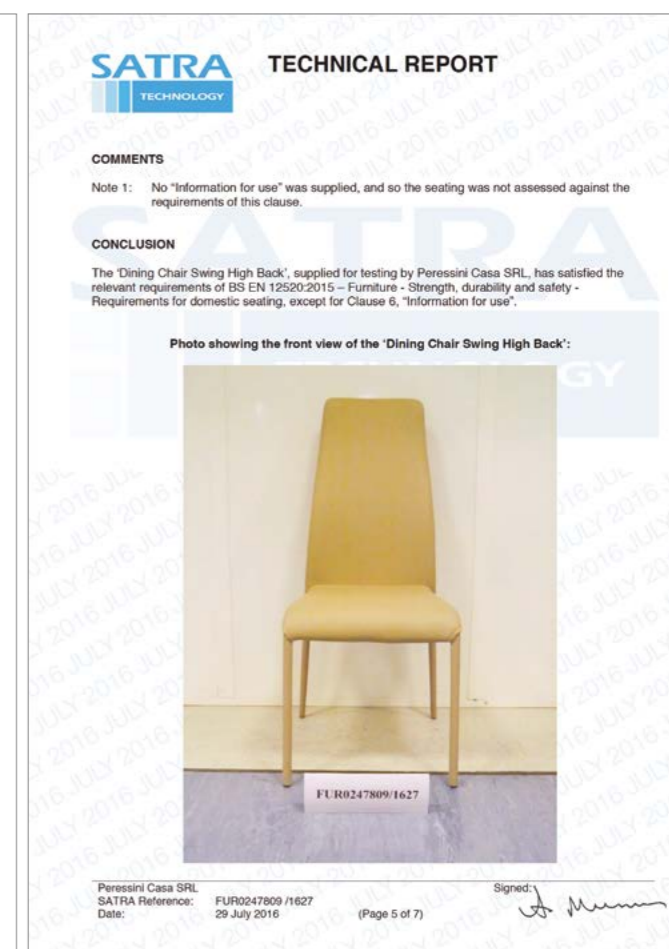 SATRA
TECHNOLOGY
TECHNICAL REPORT
COMMENTS
Note 1: No "Information for use" was supplied, and so the seating was not assessed against the
requirements of this clause.
CONCLUSION
The 'Dining Chair Swing High Back', supplied for testing by Peressini Casa SRL, has satisfied the
relevant requirements of BS EN 12520:2015 – Furniture - Strength, durability and safety -
Requirements for domestic seating, except for Clause 6, "Information for use".
Photo showing the front view of the 'Dining Chair Swing High Back':
FUR0247809/1627
Peressini Casa SRL
SATRA Reference: FUR0247809 /1627
Date: 29 July 2016 (Page 5 of 7)
Signed: